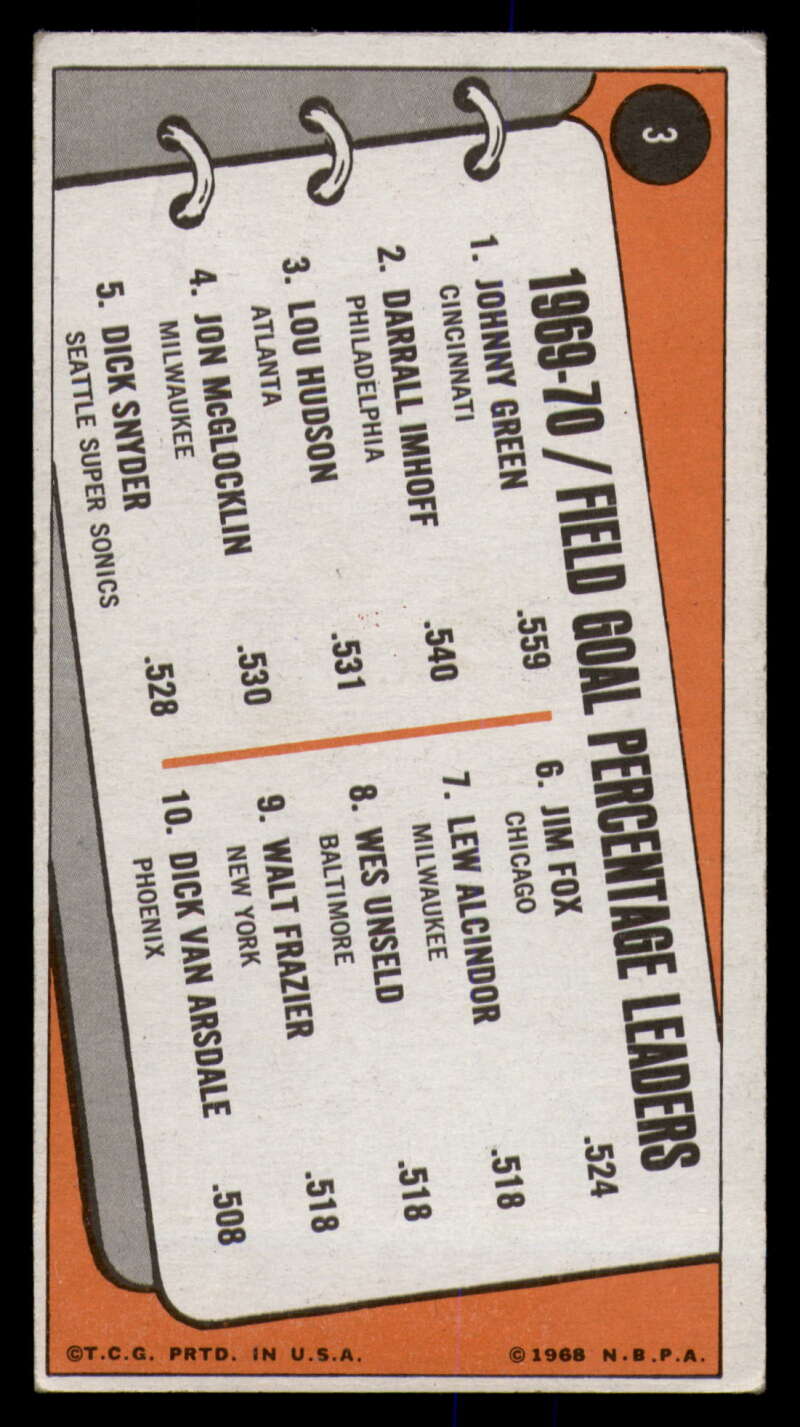 3
1969-70 / FIELD GOAL PERCENTAGE LEADERS
1. JOHNNY GREEN .559
CINCINNATI
2. DARRALL IMHOFF .540
PHILADELPHIA
3. LOU HUDSON .531
ATLANTA
4. JON McGLOCKLIN .530
MILWAUKEE
5. DICK SNYDER .528
SEATTLE SUPER SONICS
6. JIM FOX .524
CHICAGO
7. LEW ALCINDOR .518
MILWAUKEE
8. WES UNSELD .518
BALTIMORE
9. WALT FRAZIER .518
NEW YORK
10. DICK VAN ARSDALE .508
PHOENIX
©T.C.G. PRTD. IN U.S.A. ©1968 N.B.P.A.